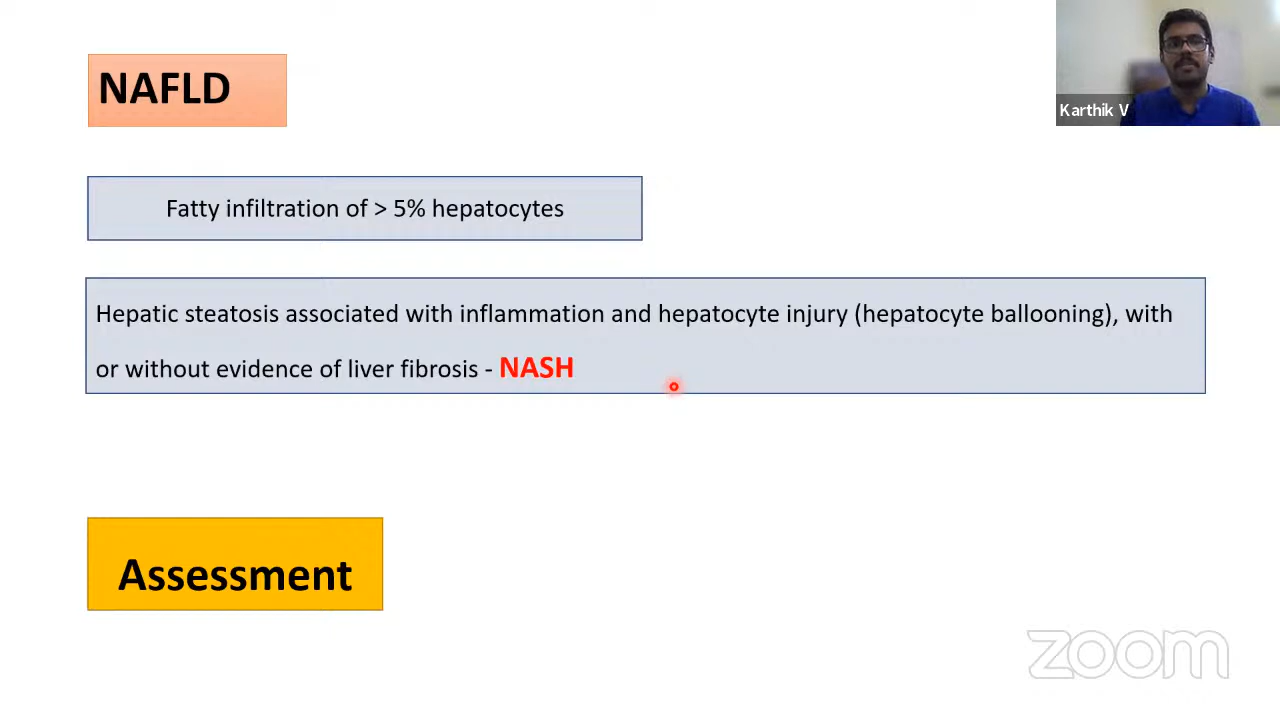 NAFLD
Karthik V
Fatty infiltration of > 5% hepatocytes
Hepatic steatosis associated with inflammation and hepatocyte injury (hepatocyte ballooning), with
or without evidence of liver fibrosis - NASH
Assessment
zoom